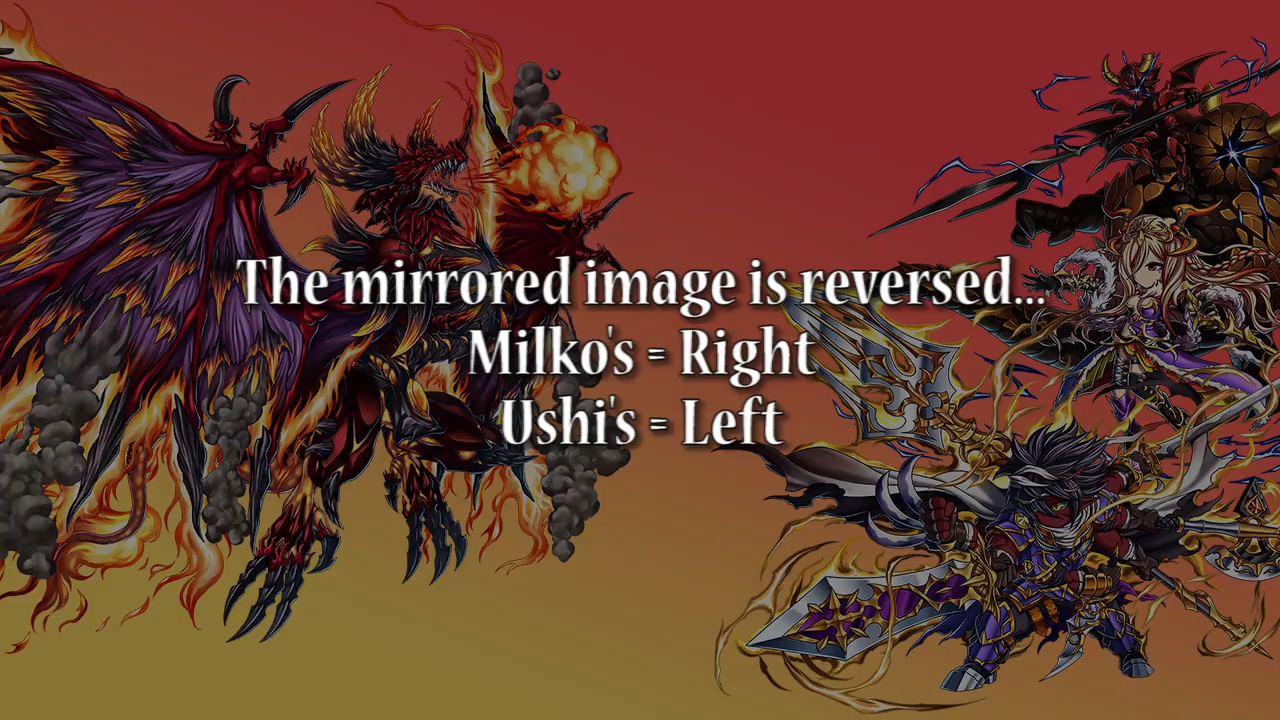 The mirrored image is reversed...
Milko's = Right
Ushi's = Left